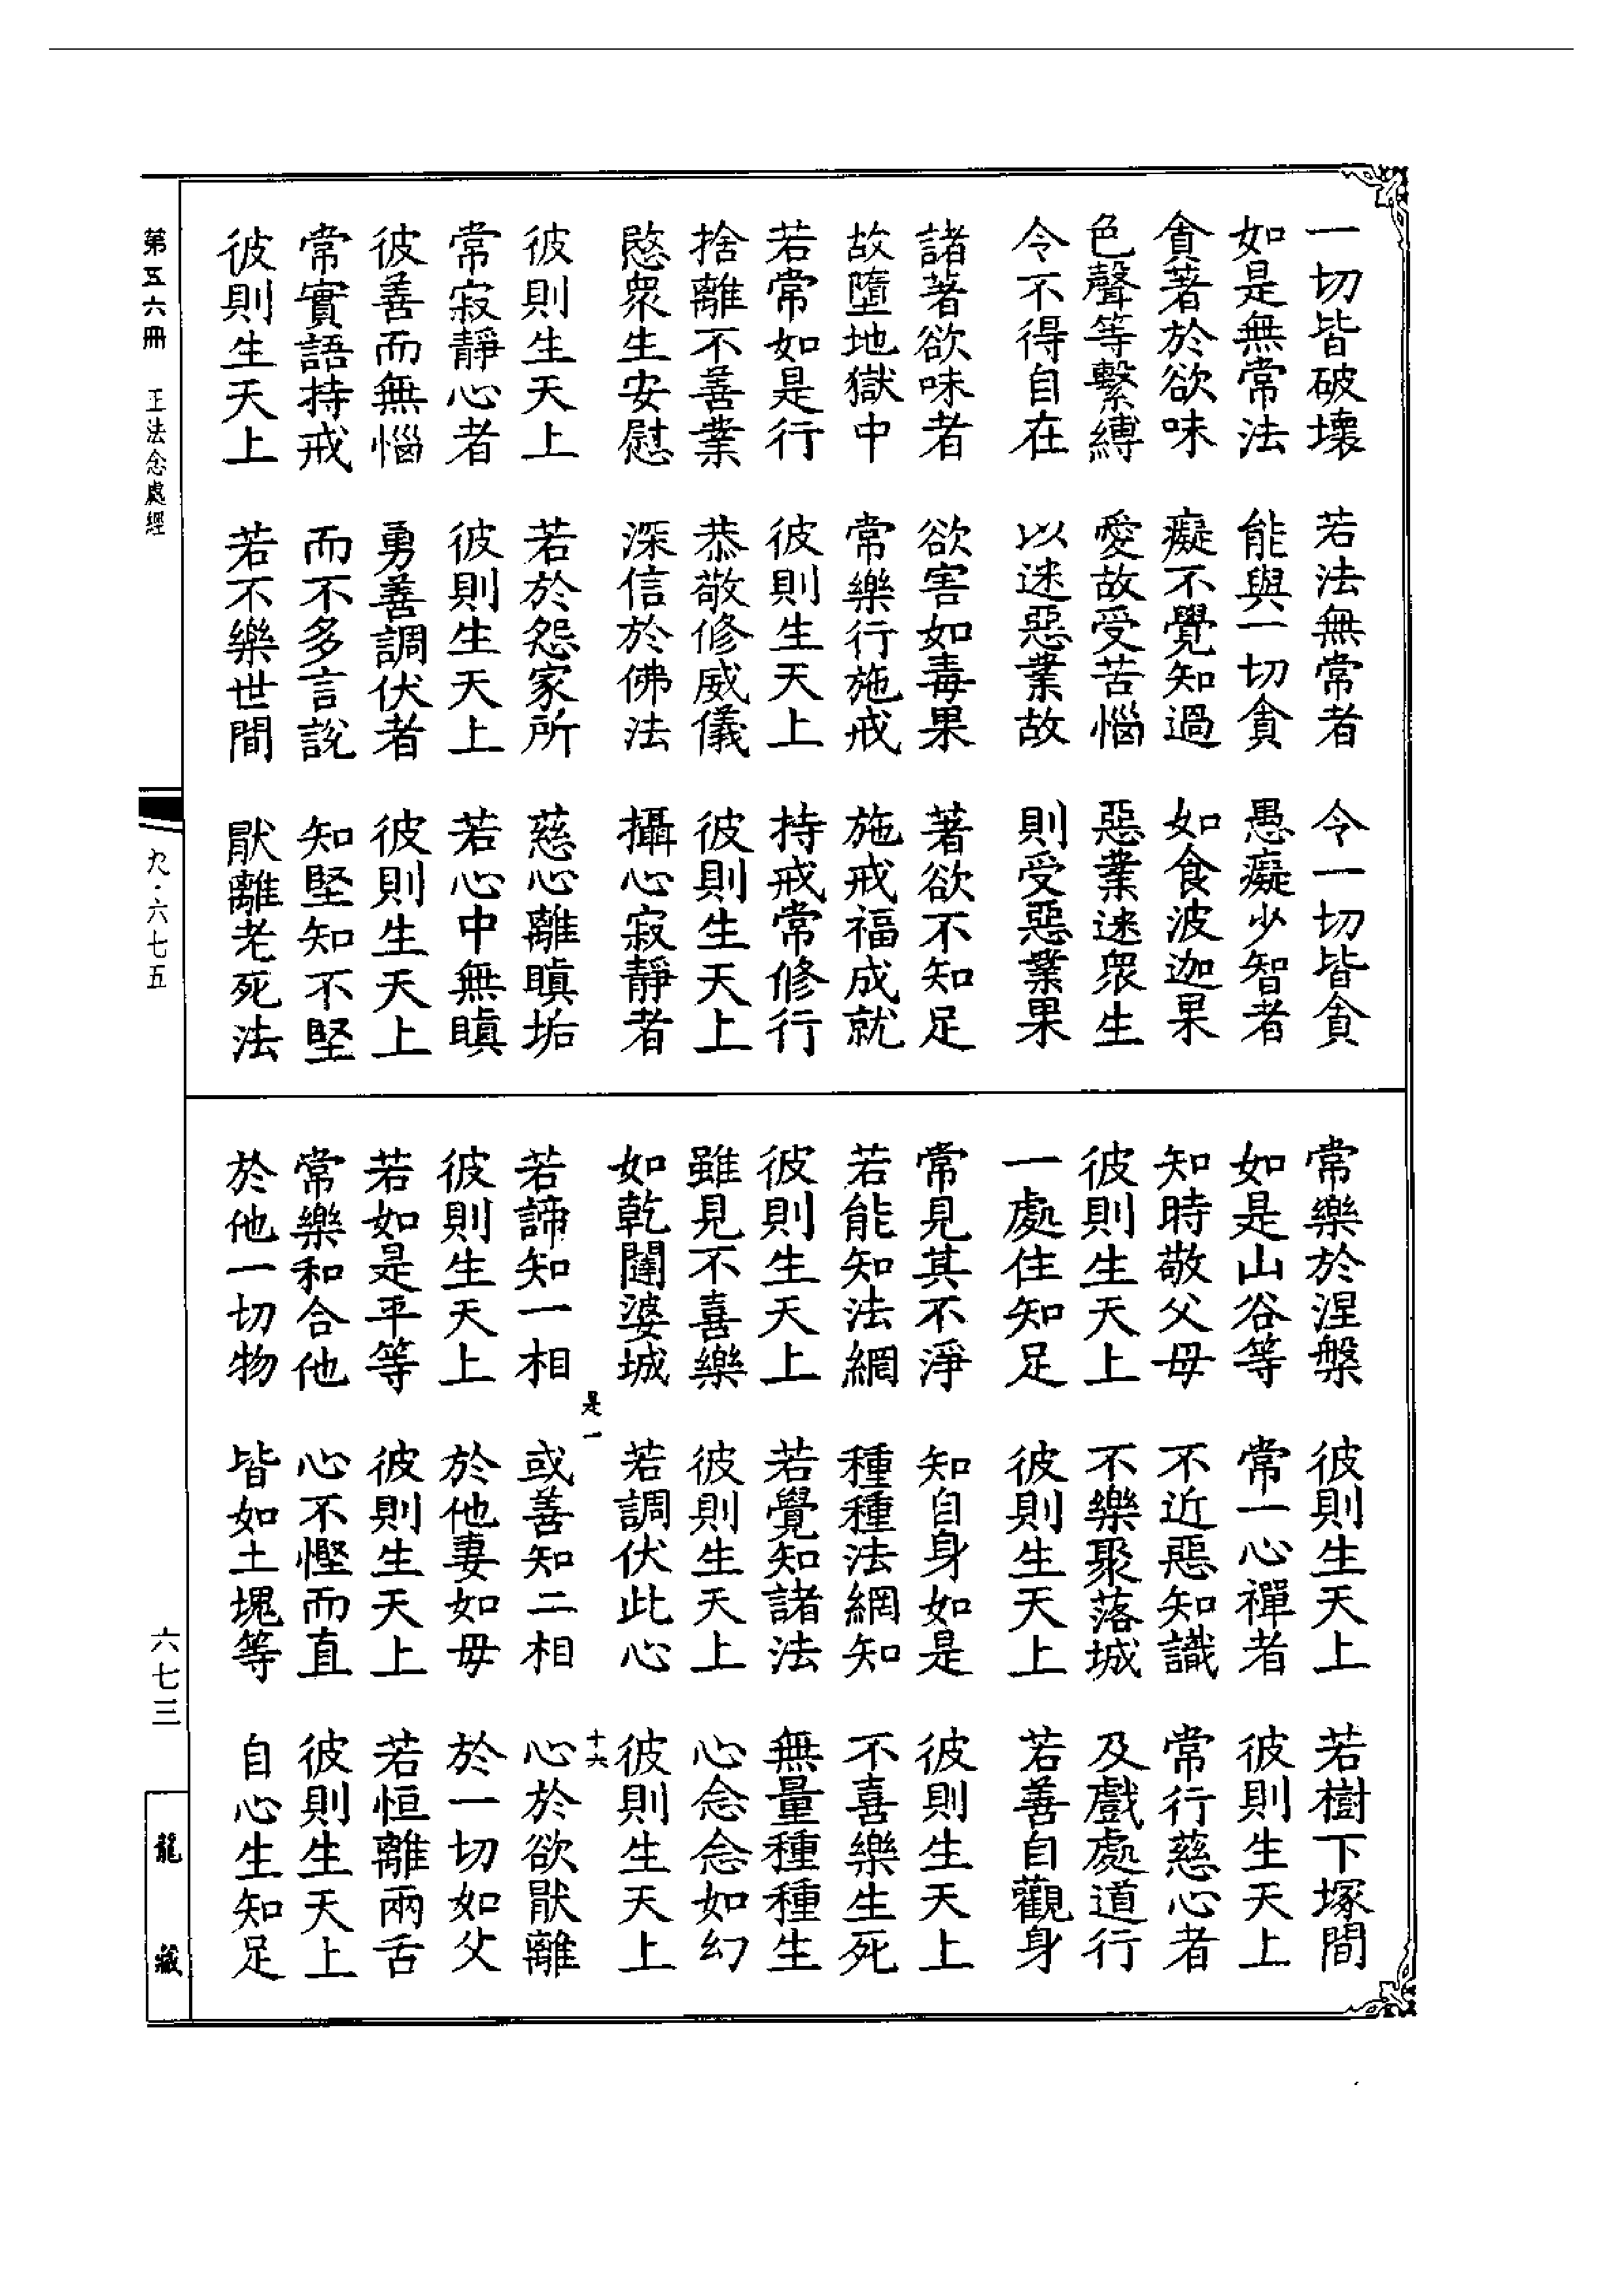 一切皆破壞　若法無常者　令一切皆貪
如是無常法　能與一切貪　愚癡少智者
貪著於欲味　癡不覺知過　如食波迦果
色聲等繫縛　愛故受苦惱　惡業迷眾生
令不得自在　以迷惡業故　則受惡業果
諸著欲味者　欲害如毒果　著欲不知足
故墮地獄中　常樂行施戒　施戒福成就
若常如是行　彼則生天上　持戒常修行
捨離不善業　恭敬修威儀　彼則生天上
愍眾生安慰　深信於佛法　攝心寂靜者
彼則生天上　若於怨家所　慈心離瞋垢
常寂靜心者　彼則生天上　若心中無瞋
彼善而無惱　勇善調伏者　彼則生天上
常實語持戒　而不多言說　知堅知不堅
彼則生天上　若不樂世間　厭離老死法
常樂於涅槃　彼則生天上　若樹下塚間
如是山谷等　常一心禪者　彼則生天上
知時敬父母　不近惡知識　常行慈心者
彼則生天上　不樂聚落城　及戲處道行
一處住知足　彼則生天上　若善自觀身
常見其不淨　知自身如是　彼則生天上
若能知法網　種種法網知　不喜樂生死
彼則生天上　若覺知諸法　無量種種生
雖見不喜樂　彼則生天上　心念念如幻
如乾闥婆城　若調伏此心　彼則生天上
是一　十六
若諦知一相　或善知二相　心於欲厭離
彼則生天上　於他妻如母　於一切如父
若如是平等　彼則生天上　若恒離兩舌
常樂和合他　心不慳而直　彼則生天上
於他一切物　皆如土塊等　自心生知足
第五六冊　正法念處經
九·六七五
六七三
龍藏